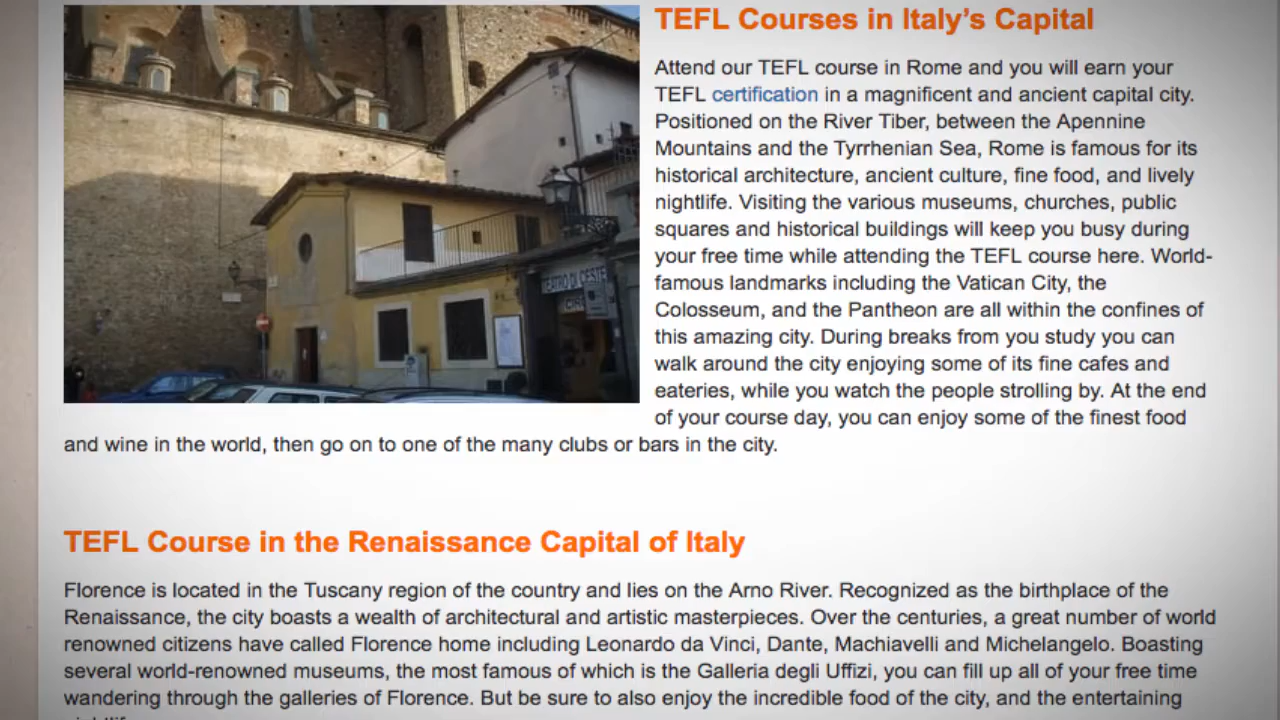 TEFL Courses in Italy's Capital
Attend our TEFL course in Rome and you will earn your
TEFL certification in a magnificent and ancient capital city.
Positioned on the River Tiber, between the Apennine
Mountains and the Tyrrhenian Sea, Rome is famous for its
historical architecture, ancient culture, fine food, and lively
nightlife. Visiting the various museums, churches, public
squares and historical buildings will keep you busy during
your free time while attending the TEFL course here. World-
famous landmarks including the Vatican City, the
Colosseum, and the Pantheon are all within the confines of
this amazing city. During breaks from you study you can
walk around the city enjoying some of its fine cafes and
eateries, while you watch the people strolling by. At the end
of your course day, you can enjoy some of the finest food
and wine in the world, then go on to one of the many clubs or bars in the city.
TEATRO DI CESTE
TEFL Course in the Renaissance Capital of Italy
Florence is located in the Tuscany region of the country and lies on the Arno River. Recognized as the birthplace of the
Renaissance, the city boasts a wealth of architectural and artistic masterpieces. Over the centuries, a great number of world
renowned citizens have called Florence home including Leonardo da Vinci, Dante, Machiavelli and Michelangelo. Boasting
several world-renowned museums, the most famous of which is the Galleria degli Uffizi, you can fill up all of your free time
wandering through the galleries of Florence. But be sure to also enjoy the incredible food of the city, and the entertaining